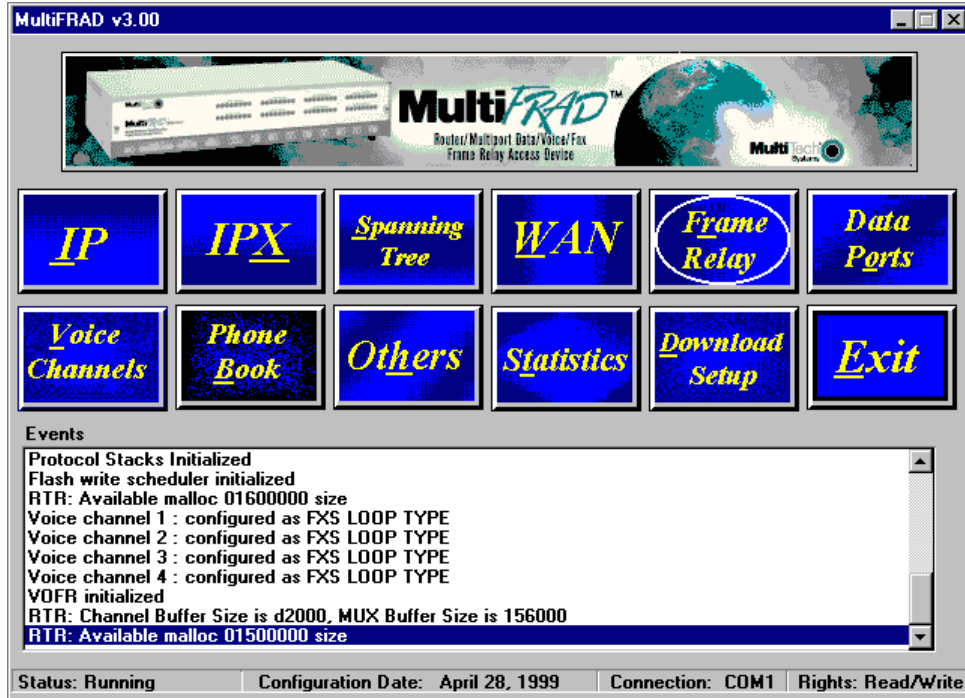 MultiFRAD v3.00
MultiFRAD™
Router/Multiport Data/Voice/Fax
Frame Relay Access Device
MultiTech
Systems
IP
IPX
Spanning
Tree
WAN
Frame
Relay
Data
Ports
Voice
Channels
Phone
Book
Others
Statistics
Download
Setup
Exit
Events
Protocol Stacks Initialized
Flash write scheduler initialized
RTR: Available malloc 01600000 size
Voice channel 1 : configured as FXS LOOP TYPE
Voice channel 2 : configured as FXS LOOP TYPE
Voice channel 3 : configured as FXS LOOP TYPE
Voice channel 4 : configured as FXS LOOP TYPE
VOFR initialized
RTR: Channel Buffer Size is d2000, MUX Buffer Size is 156000
RTR: Available malloc 01500000 size
Status: Running Configuration Date: April 28, 1999 Connection: COM1 Rights: Read/Write